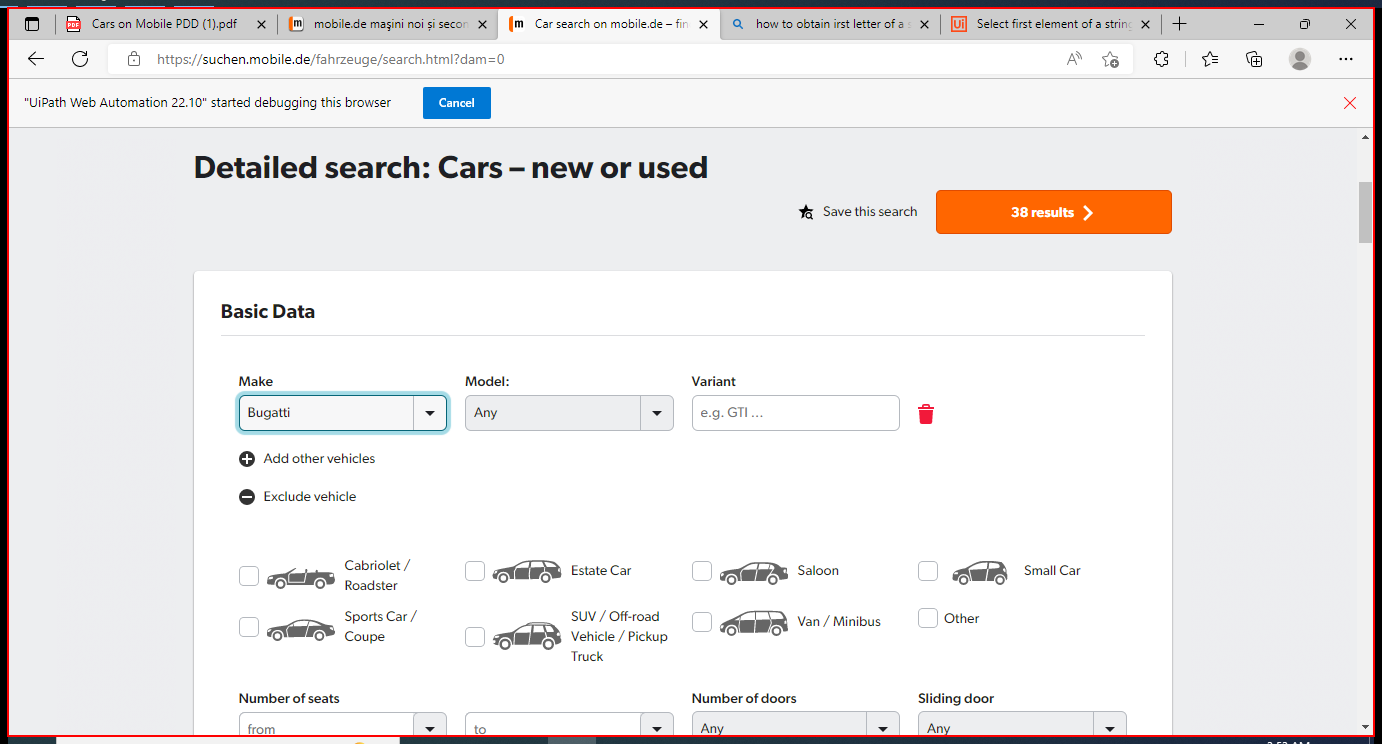 Cars on Mobile PDD (1).pdf
mobile.de mașini noi și secon
Car search on mobile.de – fin
how to obtain irst letter of a s
Select first element of a string
https://suchen.mobile.de/fahrzeuge/search.html?dam=0
"UiPath Web Automation 22.10" started debugging this browser
Cancel
Detailed search: Cars – new or used
Save this search
38 results
Basic Data
Make
Model:
Variant
Bugatti
Any
e.g. GTI ...
Add other vehicles
Exclude vehicle
Cabriolet /
Roadster
Estate Car
Saloon
Small Car
Sports Car /
Coupe
SUV / Off-road
Vehicle / Pickup
Truck
Van / Minibus
Other
Number of seats
Number of doors
Sliding door
from
to
Any
Any